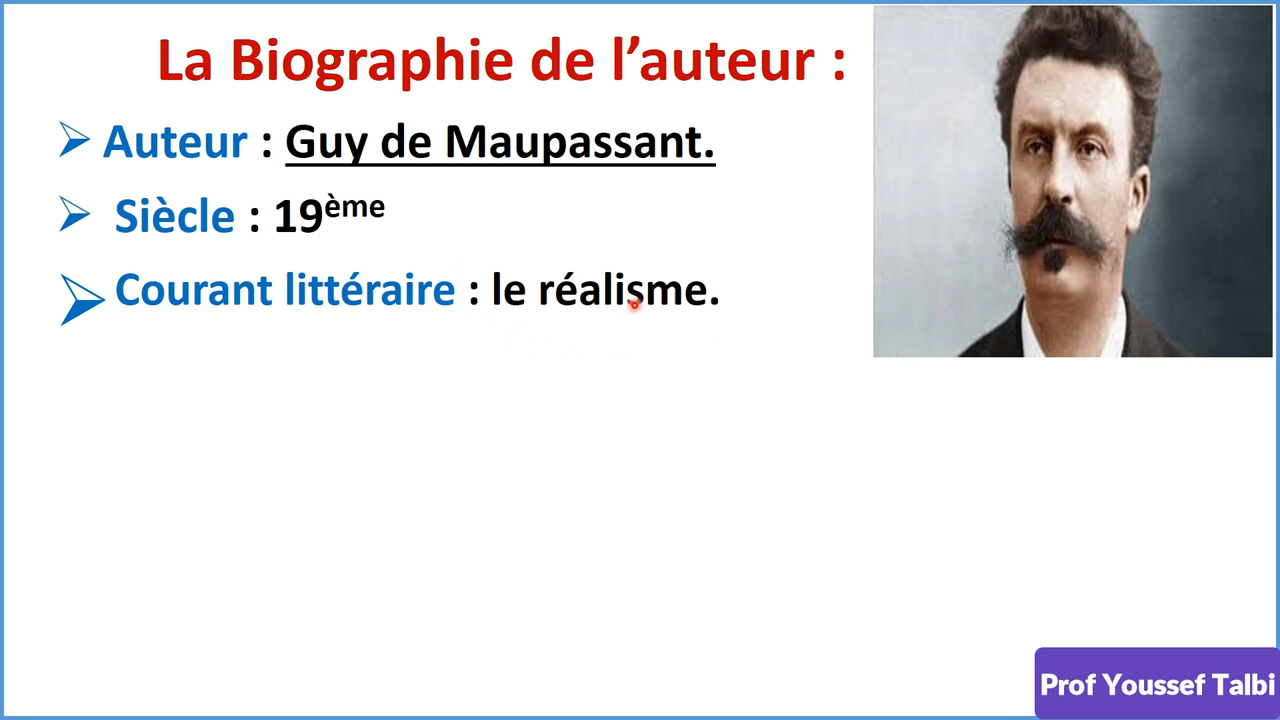 La Biographie de l’auteur :
Auteur : Guy de Maupassant.
Siècle : 19ème
Courant littéraire : le réalisme.
Prof Youssef Talbi